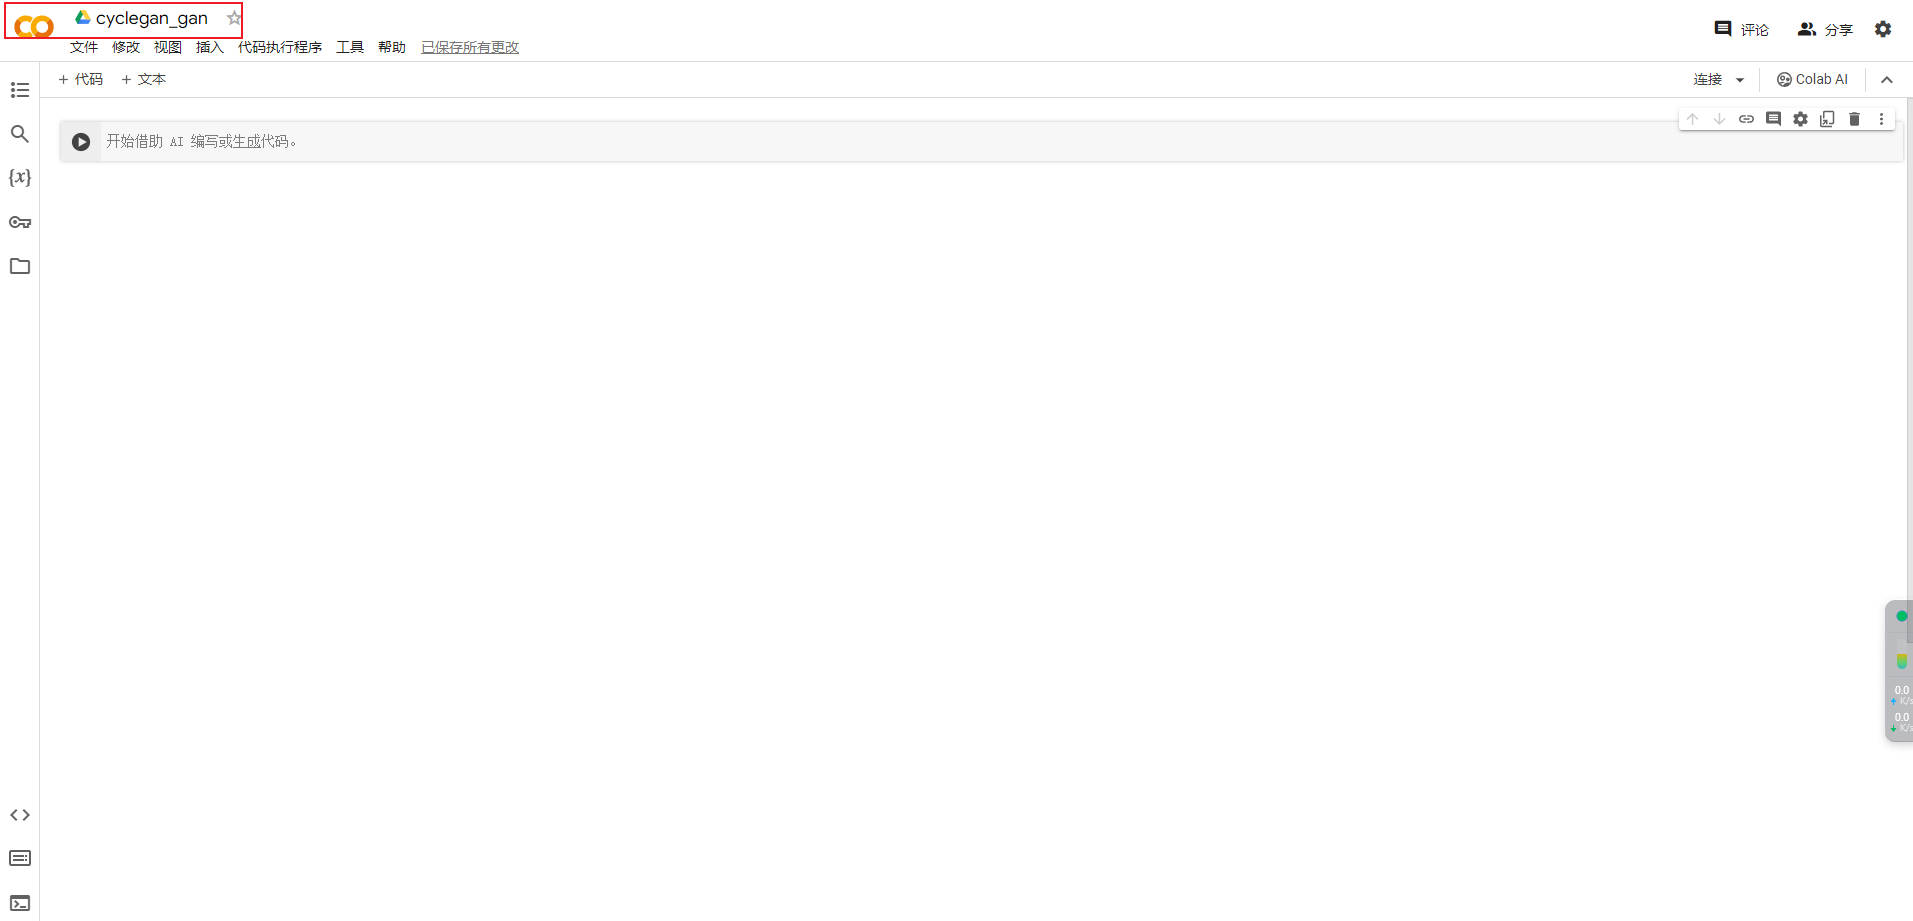 cyclegan_gan
评论 分享
文件 修改 视图 插入 代码执行程序 工具 帮助 已保存所有更改
+ 代码 + 文本
连接 Colab AI
{x}
开始借助 AI 编写或生成代码。
0.0
K/s
0.0
K/s